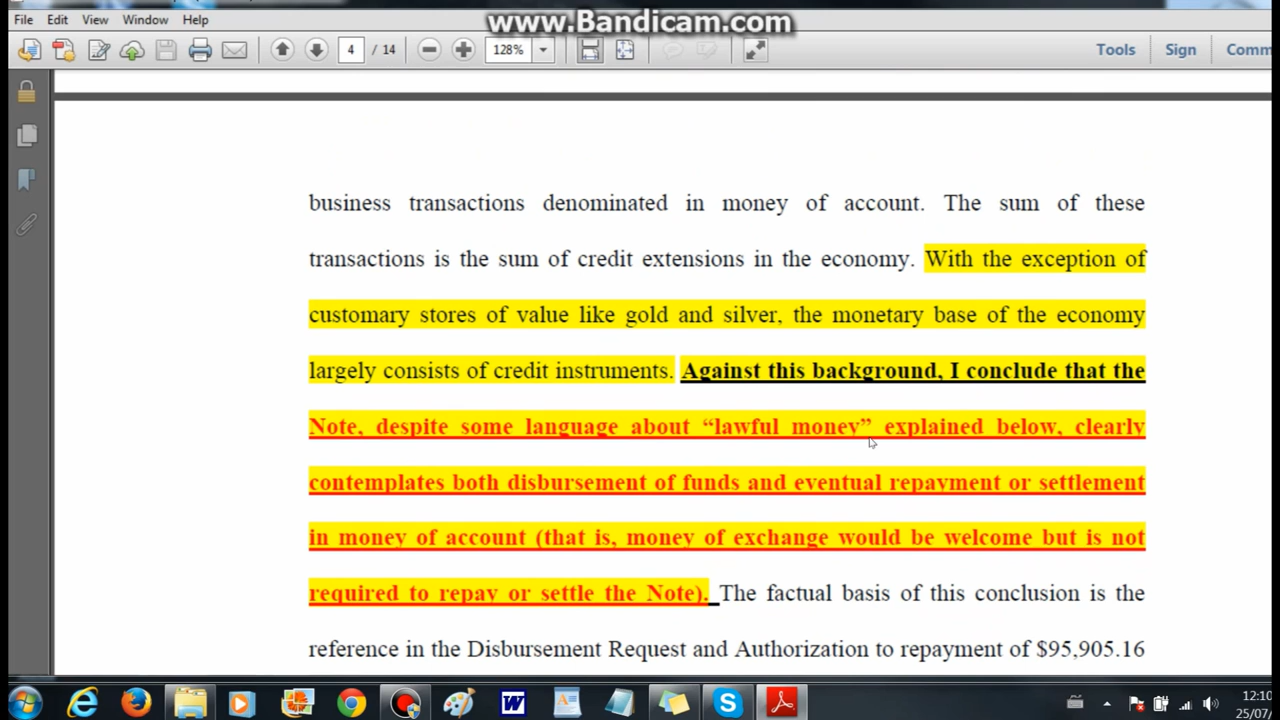 www.Bandicam.com
File Edit View Window Help
4 / 14 128% Tools Sign Comm
business transactions denominated in money of account. The sum of these
transactions is the sum of credit extensions in the economy. With the exception of
customary stores of value like gold and silver, the monetary base of the economy
largely consists of credit instruments. Against this background, I conclude that the
Note, despite some language about “lawful money” explained below, clearly
contemplates both disbursement of funds and eventual repayment or settlement
in money of account (that is, money of exchange would be welcome but is not
required to repay or settle the Note). The factual basis of this conclusion is the
reference in the Disbursement Request and Authorization to repayment of $95,905.16
12:10
25/07/